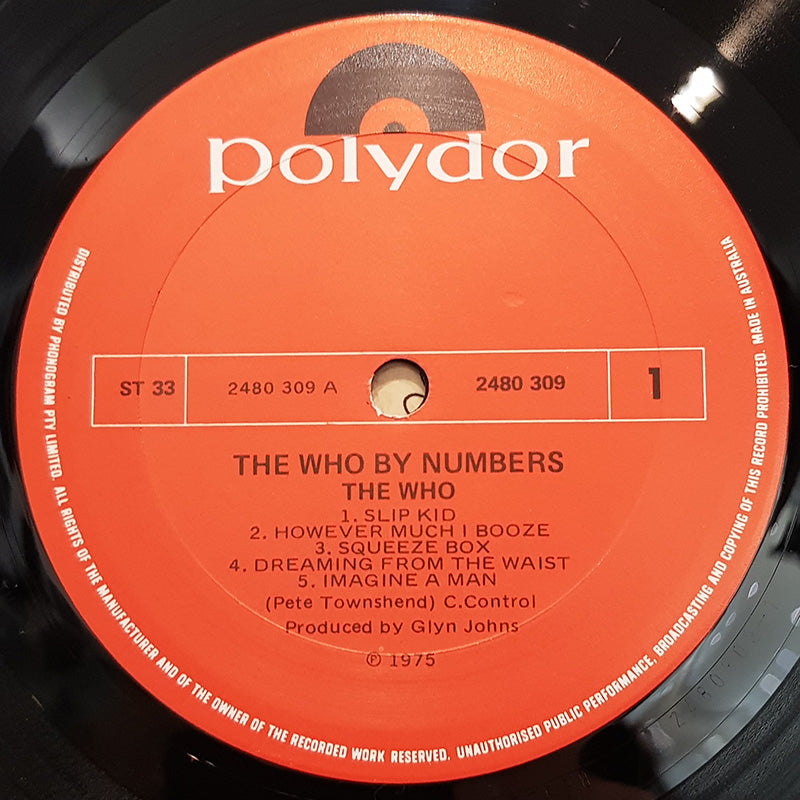 polydor
ST 33
2480 309 A
2480 309
1
THE WHO BY NUMBERS
THE WHO
1. SLIP KID
2. HOWEVER MUCH I BOOZE
3. SQUEEZE BOX
4. DREAMING FROM THE WAIST
5. IMAGINE A MAN
(Pete Townshend) C.Control
Produced by Glyn Johns
℗ 1975
DISTRIBUTED BY PHONOGRAM PTY LIMITED. ALL RIGHTS OF THE MANUFACTURER AND OF THE OWNER OF THE RECORDED WORK RESERVED. UNAUTHORISED PUBLIC PERFORMANCE, BROADCASTING AND COPYING OF THIS RECORD PROHIBITED. MADE IN AUSTRALIA